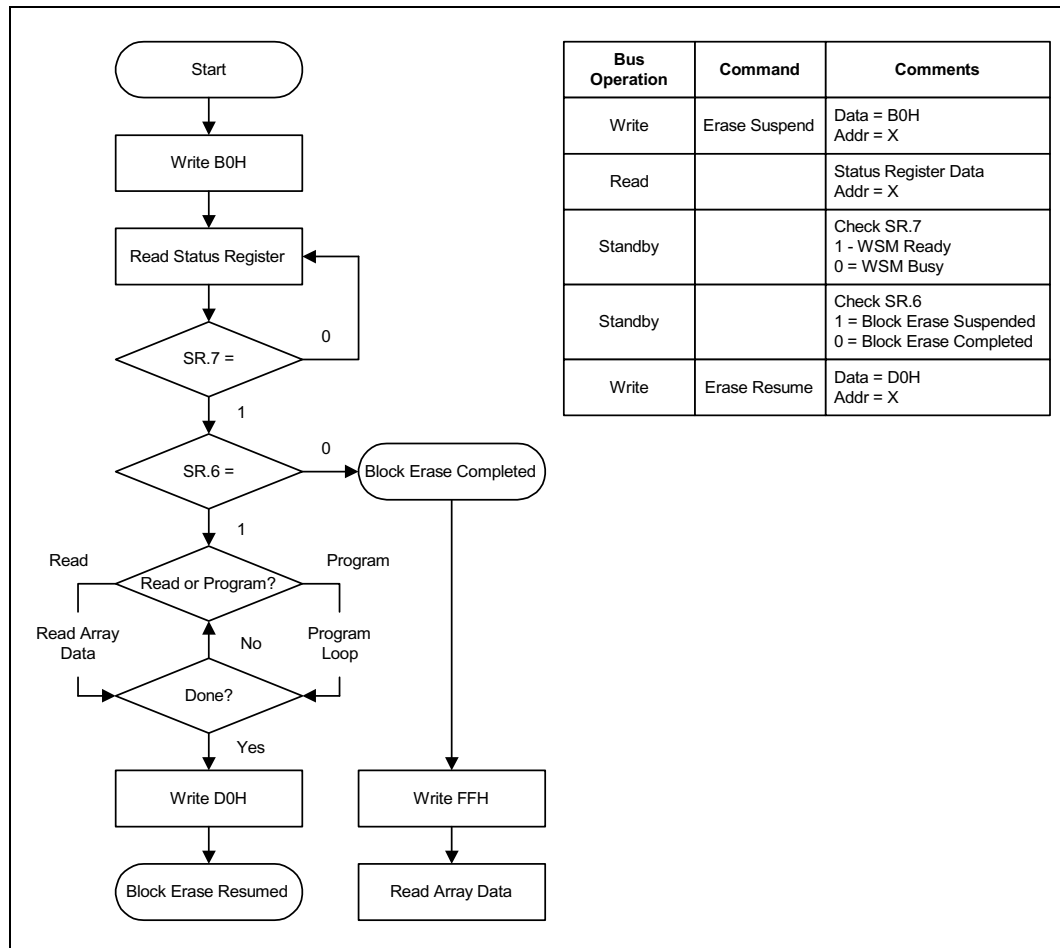 Start
Write B0H
Read Status Register
0
SR.7 =
1
0
SR.6 =
Block Erase Completed
1
Read
Program
Read or Program?
Read Array
Data
No
Program
Loop
Done?
Yes
Write D0H
Write FFH
Block Erase Resumed
Read Array Data
Bus
Operation
Command
Comments
Write
Erase Suspend
Data = B0H
Addr = X
Read
Status Register Data
Addr = X
Standby
Check SR.7
1 - WSM Ready
0 = WSM Busy
Standby
Check SR.6
1 = Block Erase Suspended
0 = Block Erase Completed
Write
Erase Resume
Data = D0H
Addr = X